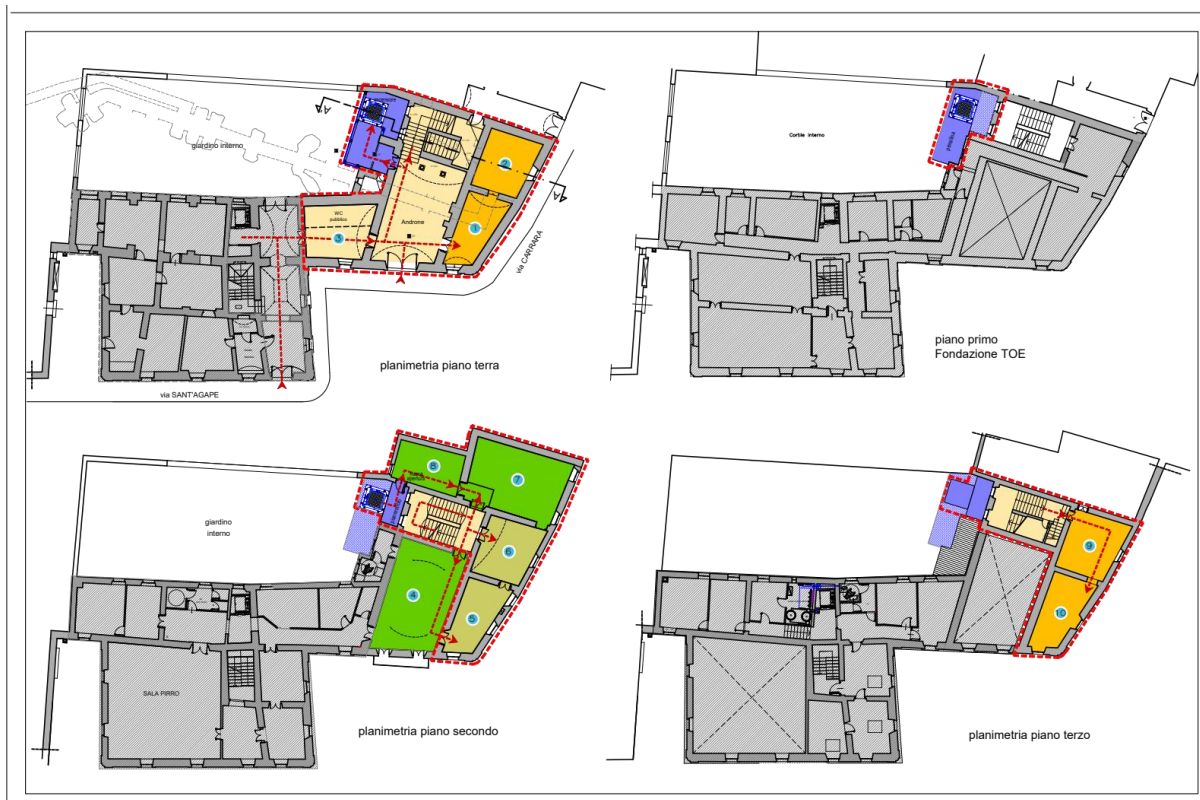 A
giardino interno
2
A
WC
pubblico
Androne
1
3
via CARRARA
planimetria piano terra
via SANT'AGAPE
Cortile interno
pensilina
piano primo
Fondazione TOE
8
7
giardino
interno
6
4
5
SALA PIRRO
planimetria piano secondo
9
10
planimetria piano terzo